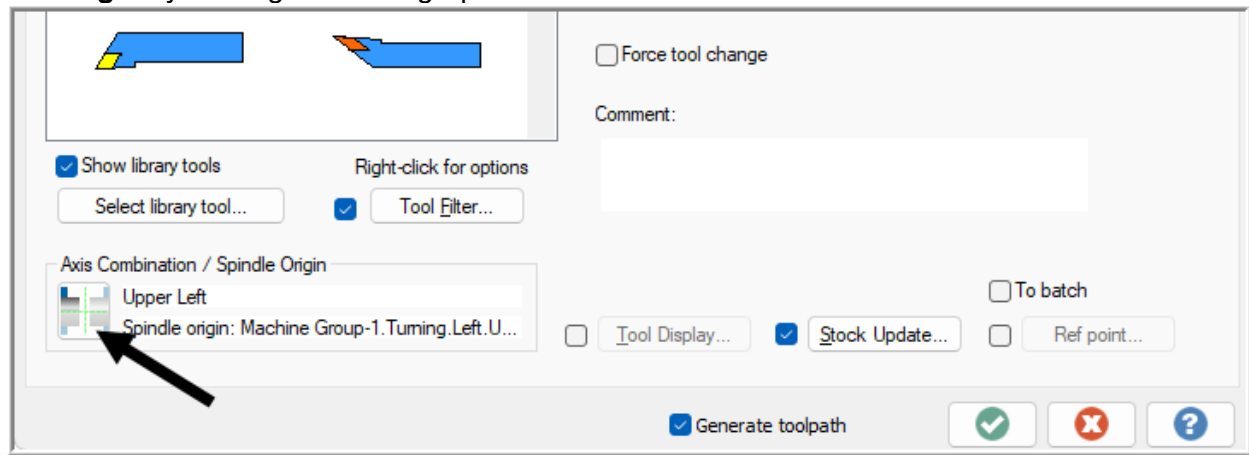 Force tool change
Comment:
Show library tools
Right-click for options
Select library tool...
Tool Filter...
Axis Combination / Spindle Origin
Upper Left
Spindle origin: Machine Group-1.Turning.Left.U...
To batch
Tool Display...
Stock Update...
Ref point...
Generate toolpath